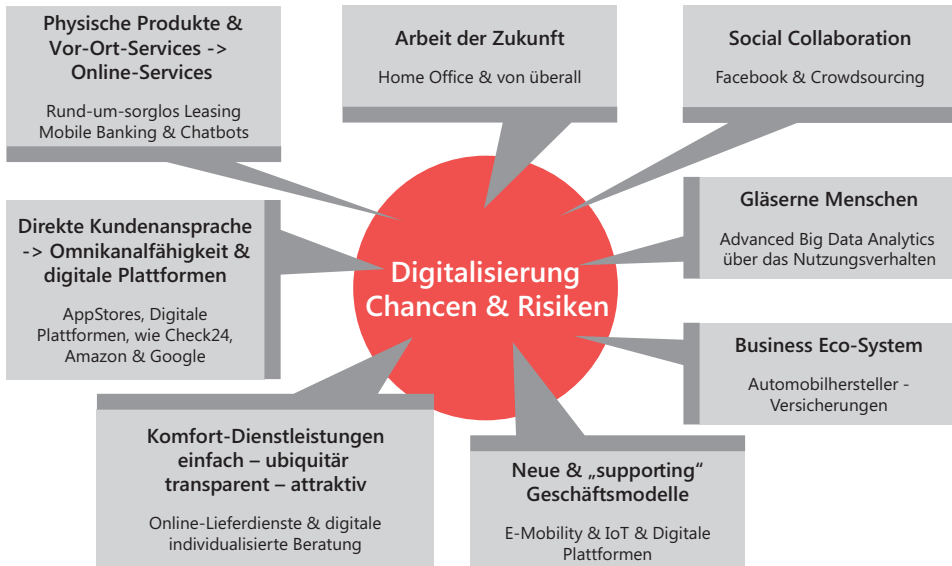 Physische Produkte &
Vor-Ort-Services ->
Online-Services
Rund-um-sorglos Leasing
Mobile Banking & Chatbots
Arbeit der Zukunft
Home Office & von überall
Social Collaboration
Facebook & Crowdsourcing
Direkte Kundenansprache
-> Omnikanalfähigkeit &
digitale Plattformen
AppStores, Digitale
Plattformen, wie Check24,
Amazon & Google
Digitalisierung
Chancen & Risiken
Gläserne Menschen
Advanced Big Data Analytics
über das Nutzungsverhalten
Business Eco-System
Automobilhersteller -
Versicherungen
Komfort-Dienstleistungen
einfach – ubiquitär
transparent – attraktiv
Online-Lieferdienste & digitale
individualisierte Beratung
Neue & „supporting“
Geschäftsmodelle
E-Mobility & IoT & Digitale
Plattformen